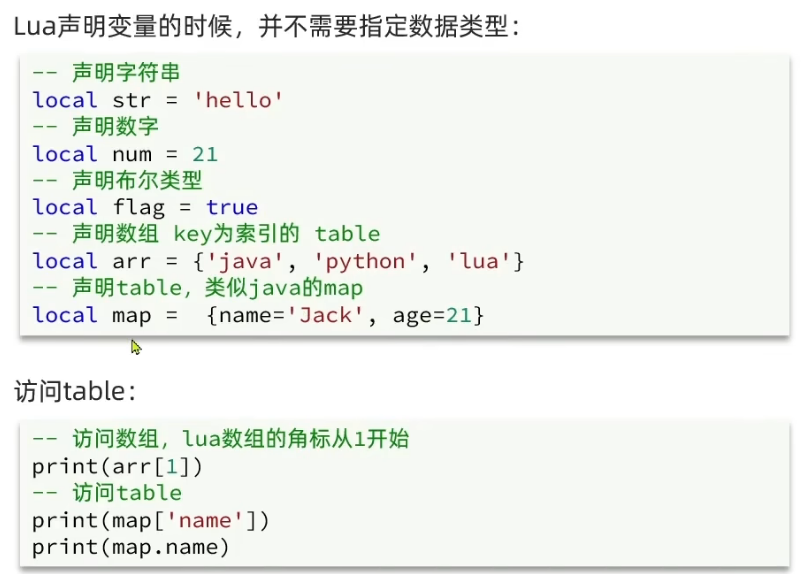 Lua声明变量的时候，并不需要指定数据类型：
-- 声明字符串
local str = 'hello'
-- 声明数字
local num = 21
-- 声明布尔类型
local flag = true
-- 声明数组 key为索引的 table
local arr = {'java', 'python', 'lua'}
-- 声明table，类似java的map
local map =  {name='Jack', age=21}
访问table：
-- 访问数组，lua数组的角标从1开始
print(arr[1])
-- 访问table
print(map['name'])
print(map.name)